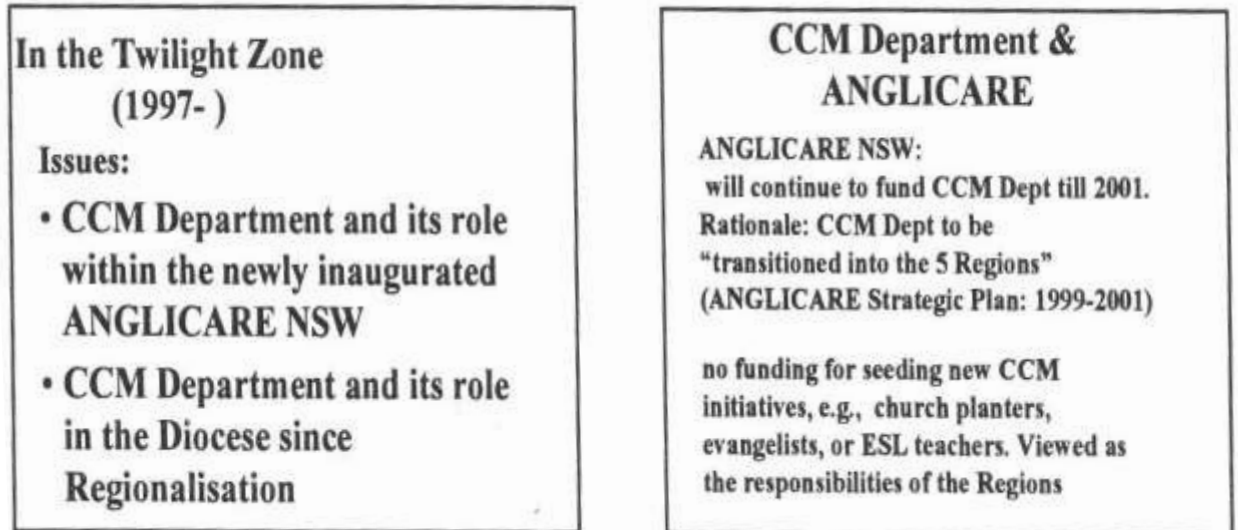 In the Twilight Zone
(1997- )
Issues:
• CCM Department and its role
within the newly inaugurated
ANGLICARE NSW
• CCM Department and its role
in the Diocese since
Regionalisation
CCM Department &
ANGLICARE
ANGLICARE NSW:
will continue to fund CCM Dept till 2001.
Rationale: CCM Dept to be
“transitioned into the 5 Regions”
(ANGLICARE Strategic Plan: 1999-2001)
no funding for seeding new CCM
initiatives, e.g., church planters,
evangelists, or ESL teachers. Viewed as
the responsibilities of the Regions